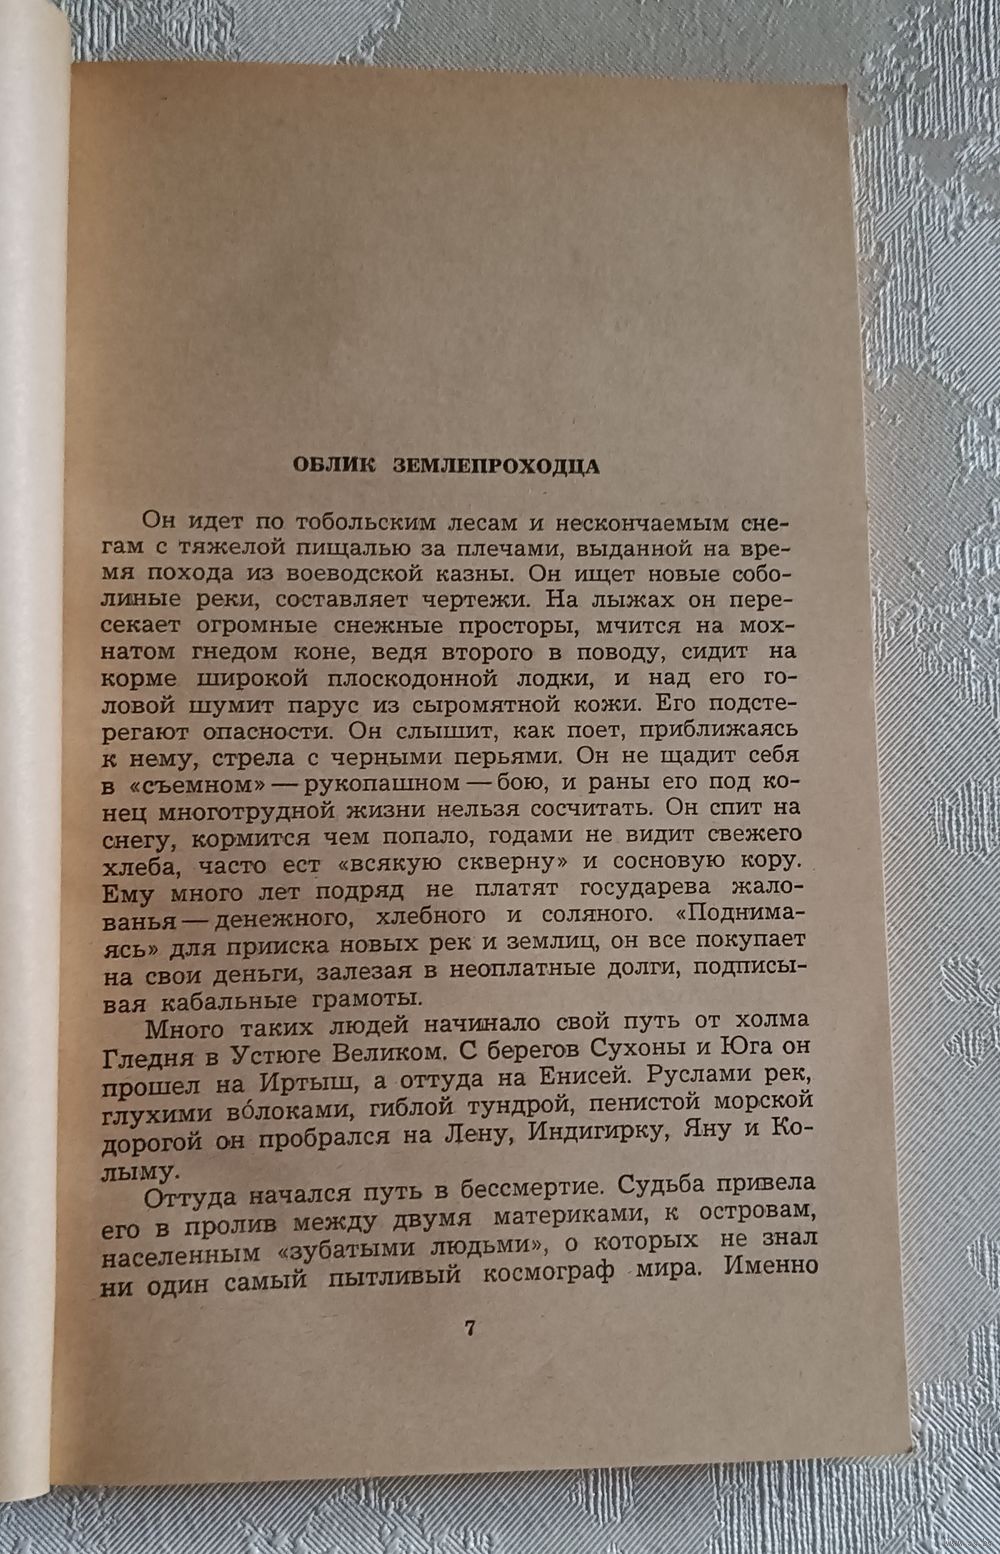 ОБЛИК ЗЕМЛЕПРОХОДЦА
Он идет по тобольским лесам и нескончаемым сне-
гам с тяжелой пищалью за плечами, выданной на вре-
мя похода из воеводской казны. Он ищет новые собо-
линые реки, составляет чертежи. На лыжах он пере-
секает огромные снежные просторы, мчится на мох-
натом гнедом коне, ведя второго в поводу, сидит на
корме широкой плоскодонной лодки, и над его го-
ловой шумит парус из сыромятной кожи. Его подсте-
регают опасности. Он слышит, как поет, приближаясь
к нему, стрела с черными перьями. Он не щадит себя
в «съемном» — рукопашном — бою, и раны его под ко-
нец многотрудной жизни нельзя сосчитать. Он спит на
снегу, кормится чем попало, годами не видит свежего
хлеба, часто ест «всякую скверну» и сосновую кору.
Ему много лет подряд не платят государева жало-
ванья — денежного, хлебного и соляного. «Поднима-
ясь» для прииска новых рек и землиц, он все покупает
на свои деньги, залезая в неоплатные долги, подписы-
вая кабальные грамоты.
Много таких людей начинало свой путь от холма
Гледня в Устюге Великом. С берегов Сухоны и Юга он
прошел на Иртыш, а оттуда на Енисей. Руслами рек,
глухими во́локами, гиблой тундрой, пенистой морской
дорогой он пробрался на Лену, Индигирку, Яну и Ко-
лыму.
Оттуда начался путь в бессмертие. Судьба привела
его в пролив между двумя материками, к островам,
населенным «зубатыми людьми», о которых не знал
ни один самый пытливый космограф мира. Именно
7